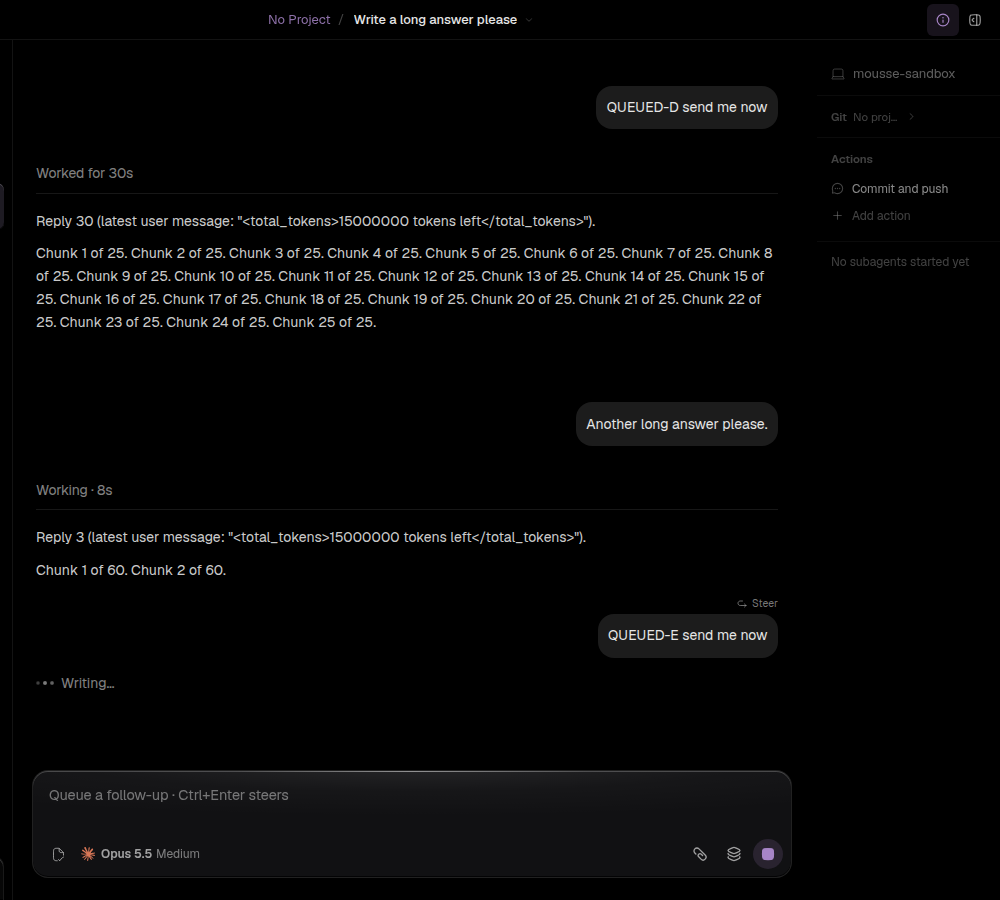 No Project / Write a long answer please
mousse-sandbox
Git No proj...
Actions
Commit and push
Add action
No subagents started yet
QUEUED-D send me now
Worked for 30s
Reply 30 (latest user message: "<total_tokens>15000000 tokens left</total_tokens>").
Chunk 1 of 25. Chunk 2 of 25. Chunk 3 of 25. Chunk 4 of 25. Chunk 5 of 25. Chunk 6 of 25. Chunk 7 of 25. Chunk 8
of 25. Chunk 9 of 25. Chunk 10 of 25. Chunk 11 of 25. Chunk 12 of 25. Chunk 13 of 25. Chunk 14 of 25. Chunk 15 of
25. Chunk 16 of 25. Chunk 17 of 25. Chunk 18 of 25. Chunk 19 of 25. Chunk 20 of 25. Chunk 21 of 25. Chunk 22 of
25. Chunk 23 of 25. Chunk 24 of 25. Chunk 25 of 25.
Another long answer please.
Working · 8s
Reply 3 (latest user message: "<total_tokens>15000000 tokens left</total_tokens>").
Chunk 1 of 60. Chunk 2 of 60.
Steer
QUEUED-E send me now
Writing...
Queue a follow-up · Ctrl+Enter steers
Opus 5.5 Medium